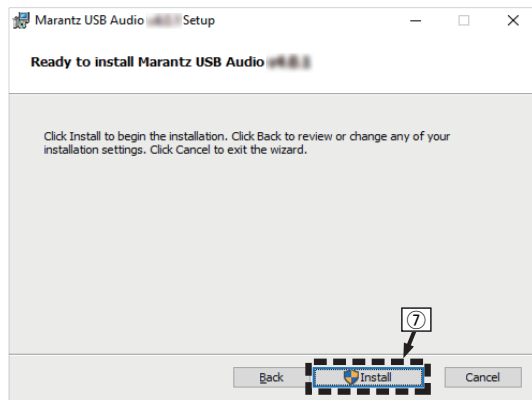 Marantz USB Audio Setup
Ready to install Marantz USB Audio
Click Install to begin the installation. Click Back to review or change any of your
installation settings. Click Cancel to exit the wizard.
⑦
Back Install Cancel